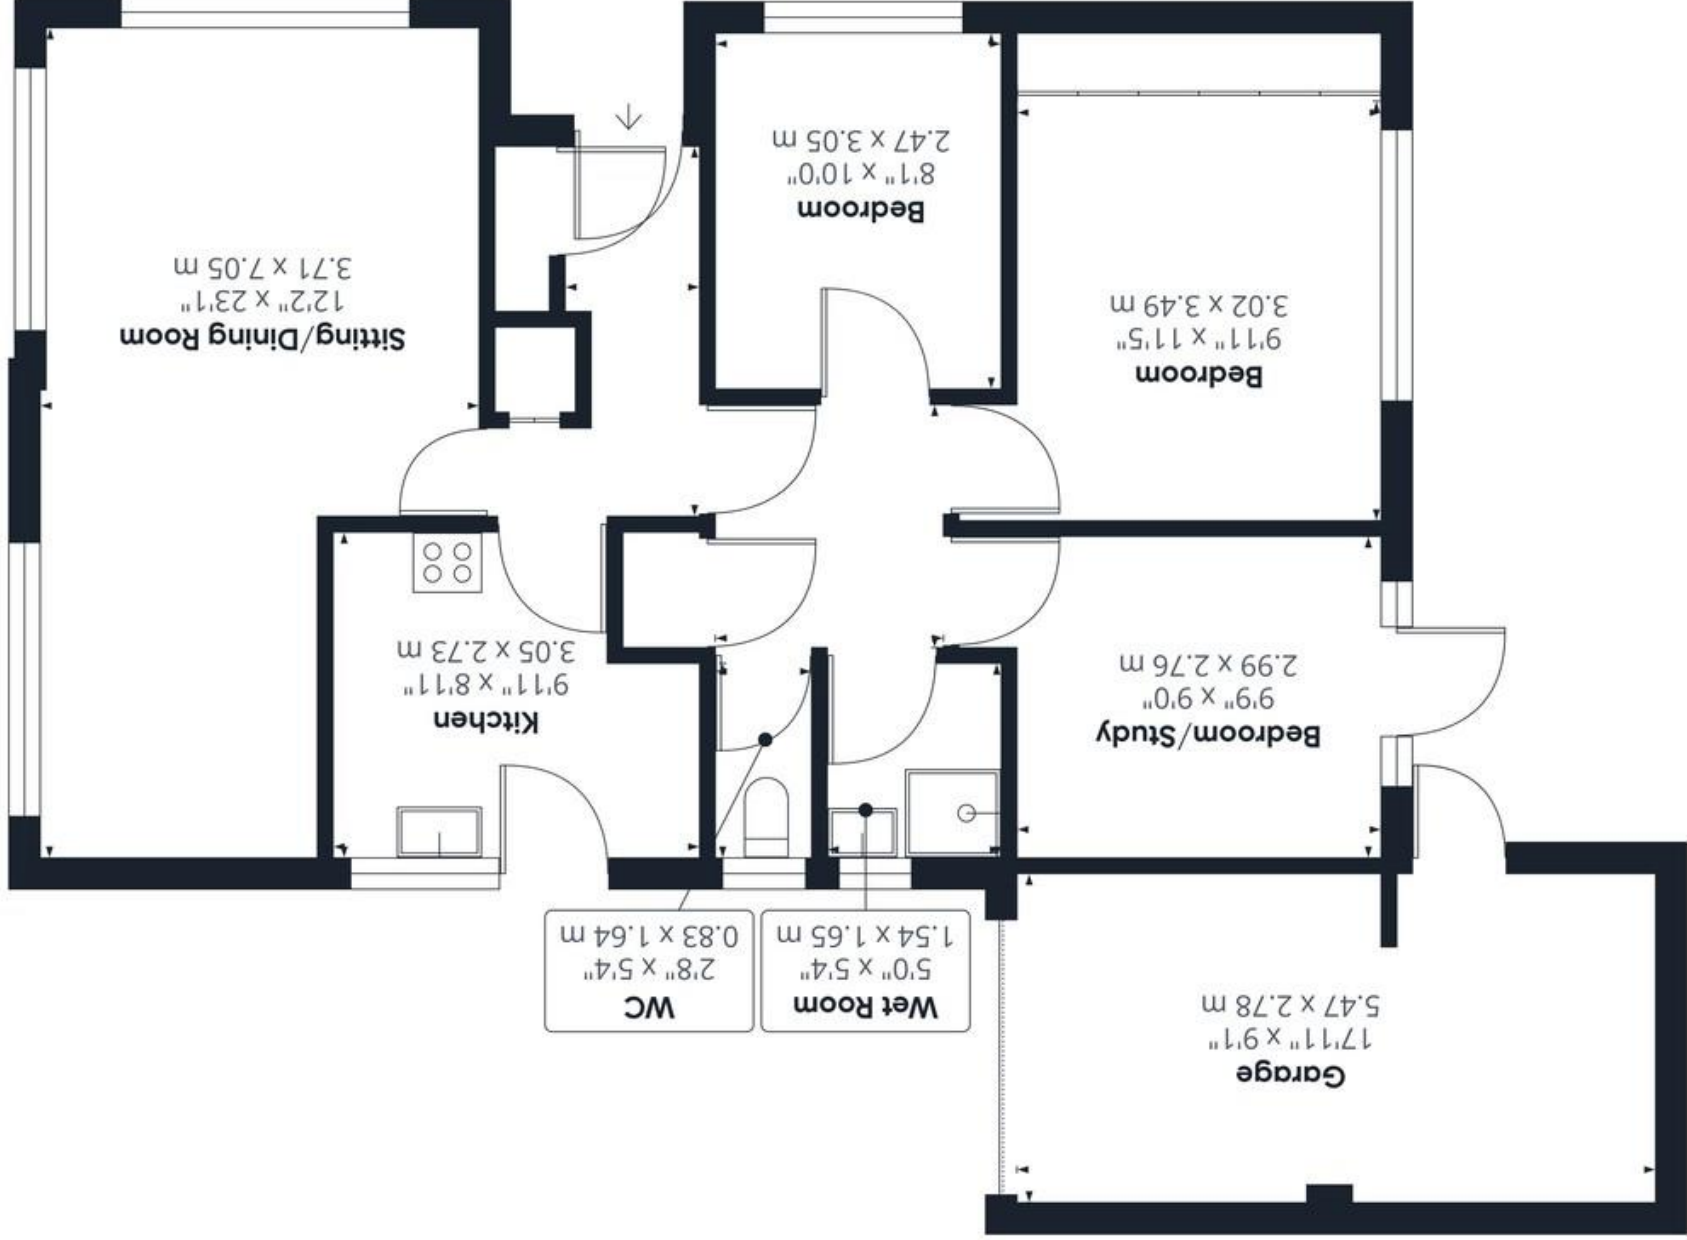 Garage
17'11" x 9'1"
5.47 x 2.78 m
Wet Room
5'0" x 5'4"
1.54 x 1.65 m
WC
2'8" x 5'4"
0.83 x 1.64 m
Bedroom/Study
9'9" x 9'0"
2.99 x 2.76 m
Kitchen
9'11" x 8'11"
3.05 x 2.73 m
Bedroom
9'11" x 11'5"
3.02 x 3.49 m
Sitting/Dining Room
12'2" x 23'1"
3.71 x 7.05 m
Bedroom
8'1" x 10'0"
2.47 x 3.05 m